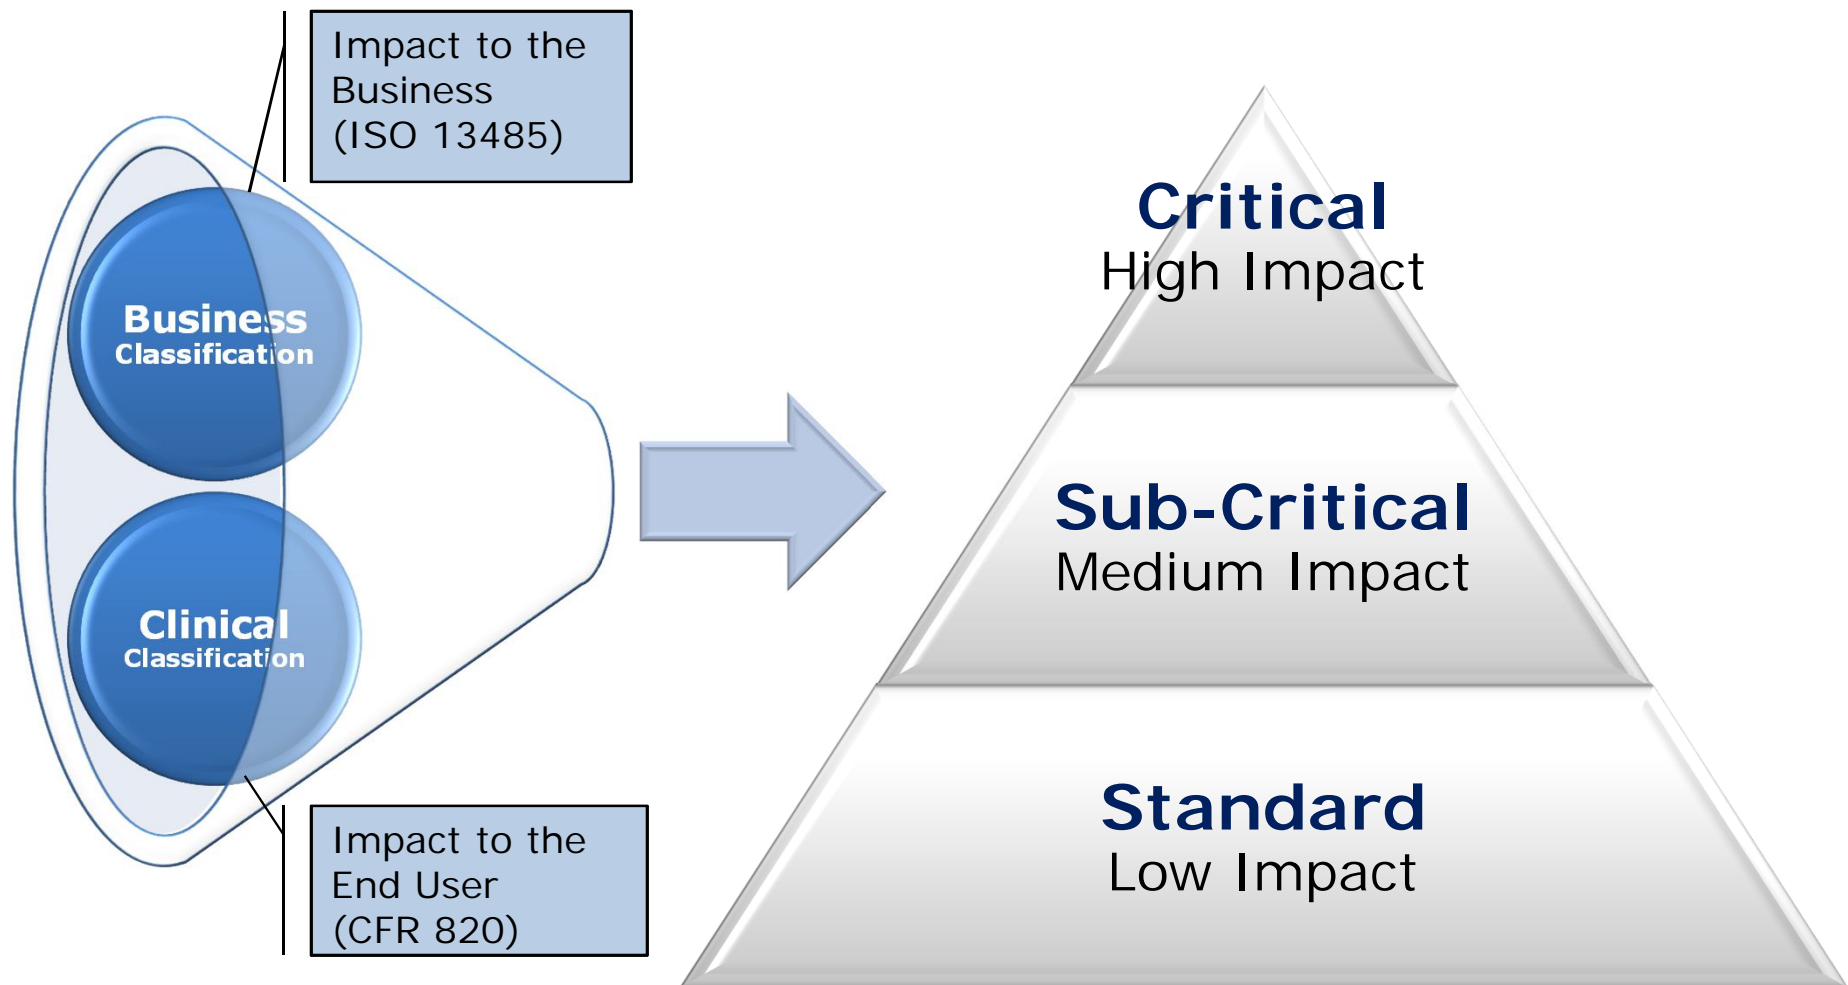 Impact to the
Business
(ISO 13485)
Business
Classification
Clinical
Classification
Impact to the
End User
(CFR 820)
Critical
High Impact
Sub-Critical
Medium Impact
Standard
Low Impact